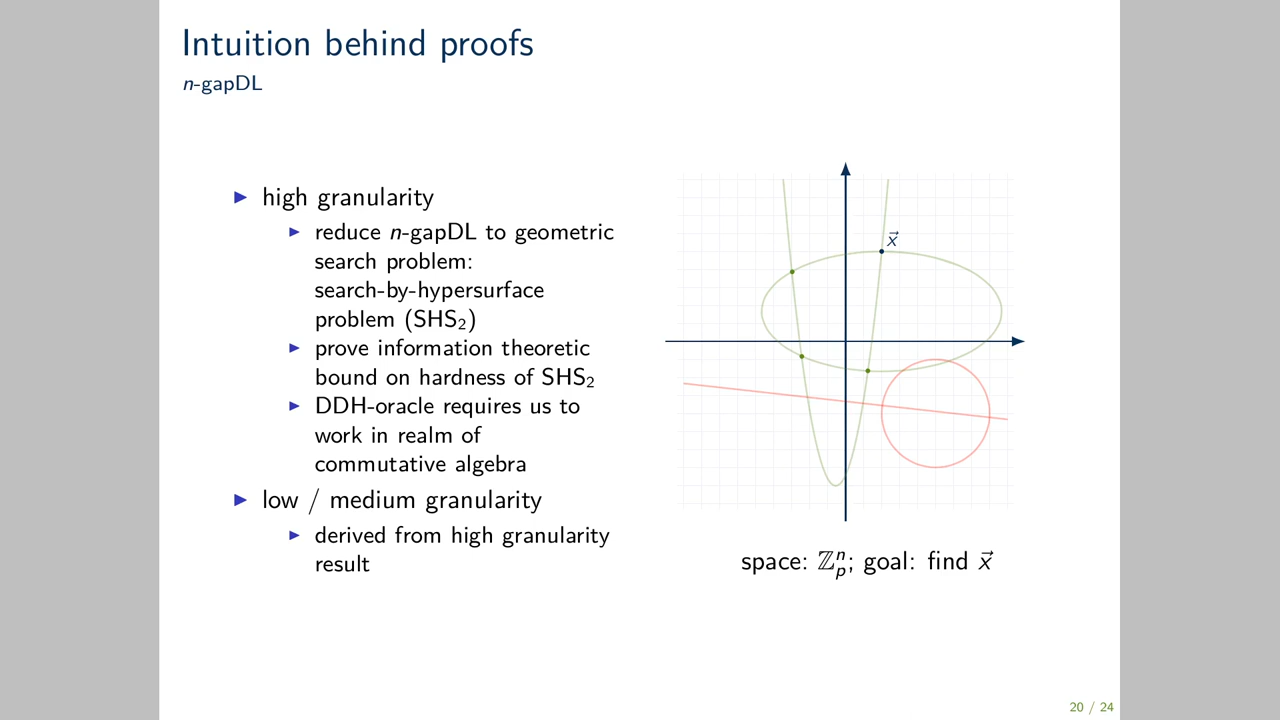 Intuition behind proofs
n-gapDL
▶ high granularity
▶ reduce n-gapDL to geometric
search problem:
search-by-hypersurface
problem (SHS₂)
▶ prove information theoretic
bound on hardness of SHS₂
▶ DDH-oracle requires us to
work in realm of
commutative algebra
▶ low / medium granularity
▶ derived from high granularity
result
x⃗
space: ℤₚⁿ; goal: find x⃗
20 / 24